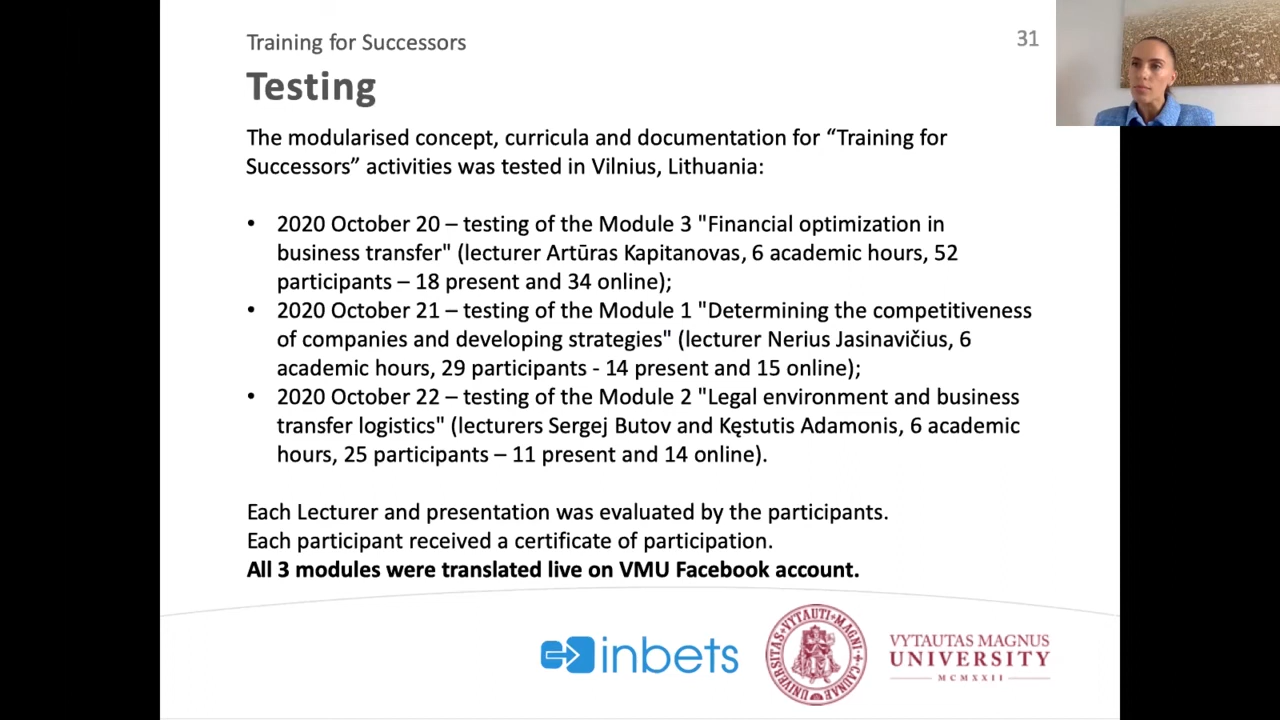 Training for Successors
31
Testing
The modularised concept, curricula and documentation for “Training for
Successors” activities was tested in Vilnius, Lithuania:
• 2020 October 20 – testing of the Module 3 "Financial optimization in
business transfer" (lecturer Artūras Kapitanovas, 6 academic hours, 52
participants – 18 present and 34 online);
• 2020 October 21 – testing of the Module 1 "Determining the competitiveness
of companies and developing strategies" (lecturer Nerius Jasinavičius, 6
academic hours, 29 participants - 14 present and 15 online);
• 2020 October 22 – testing of the Module 2 "Legal environment and business
transfer logistics" (lecturers Sergej Butov and Kęstutis Adamonis, 6 academic
hours, 25 participants – 11 present and 14 online).
Each Lecturer and presentation was evaluated by the participants.
Each participant received a certificate of participation.
All 3 modules were translated live on VMU Facebook account.
inbets
UNIVERSITAS VYTAUTI MAGNI CAUNAE
VYTAUTAS MAGNUS
UNIVERSITY
MCMXXII